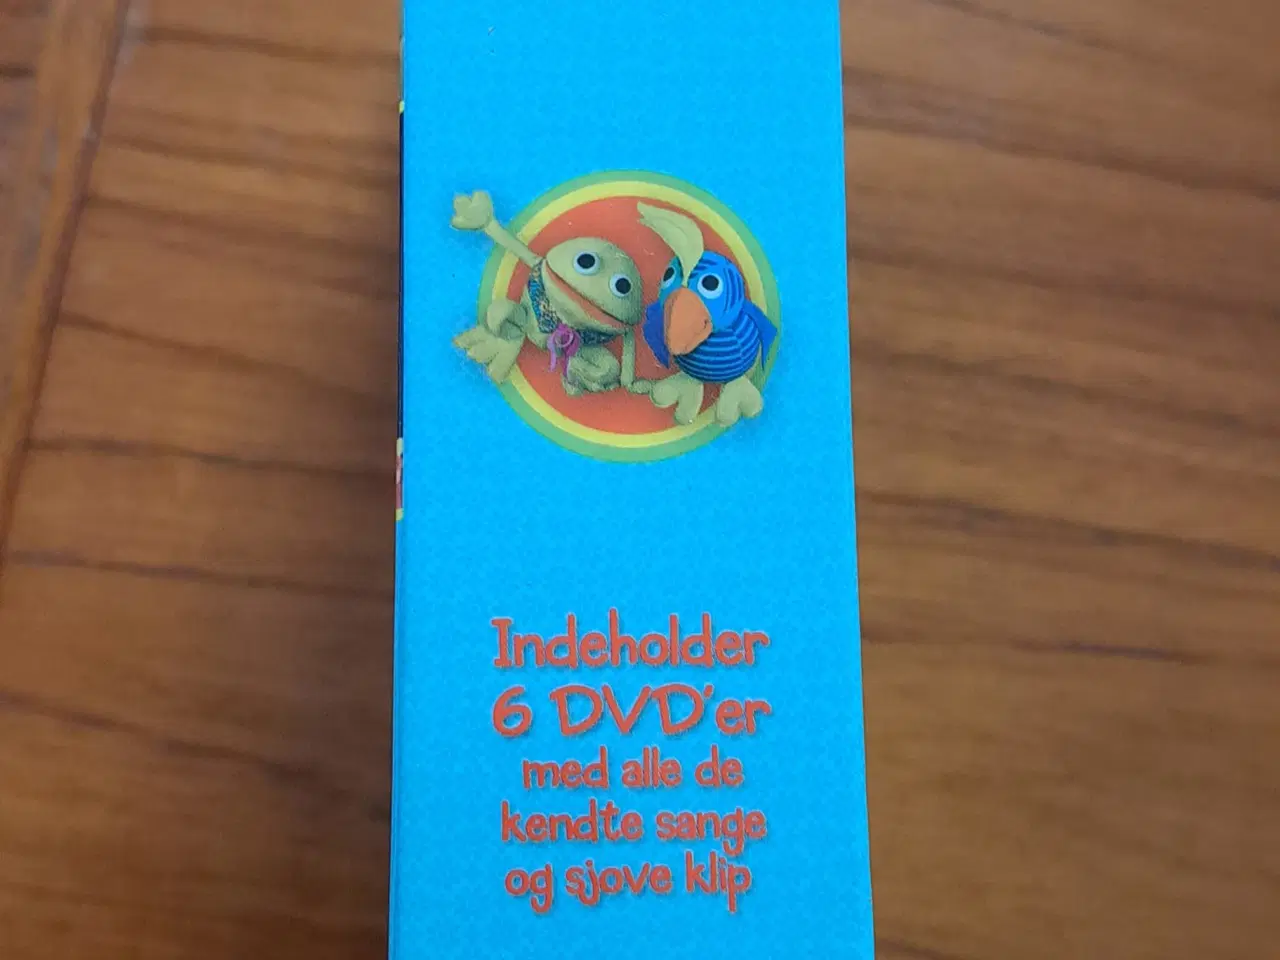 Indeholder
6 DVD'er
med alle de
kendte sange
og sjove klip